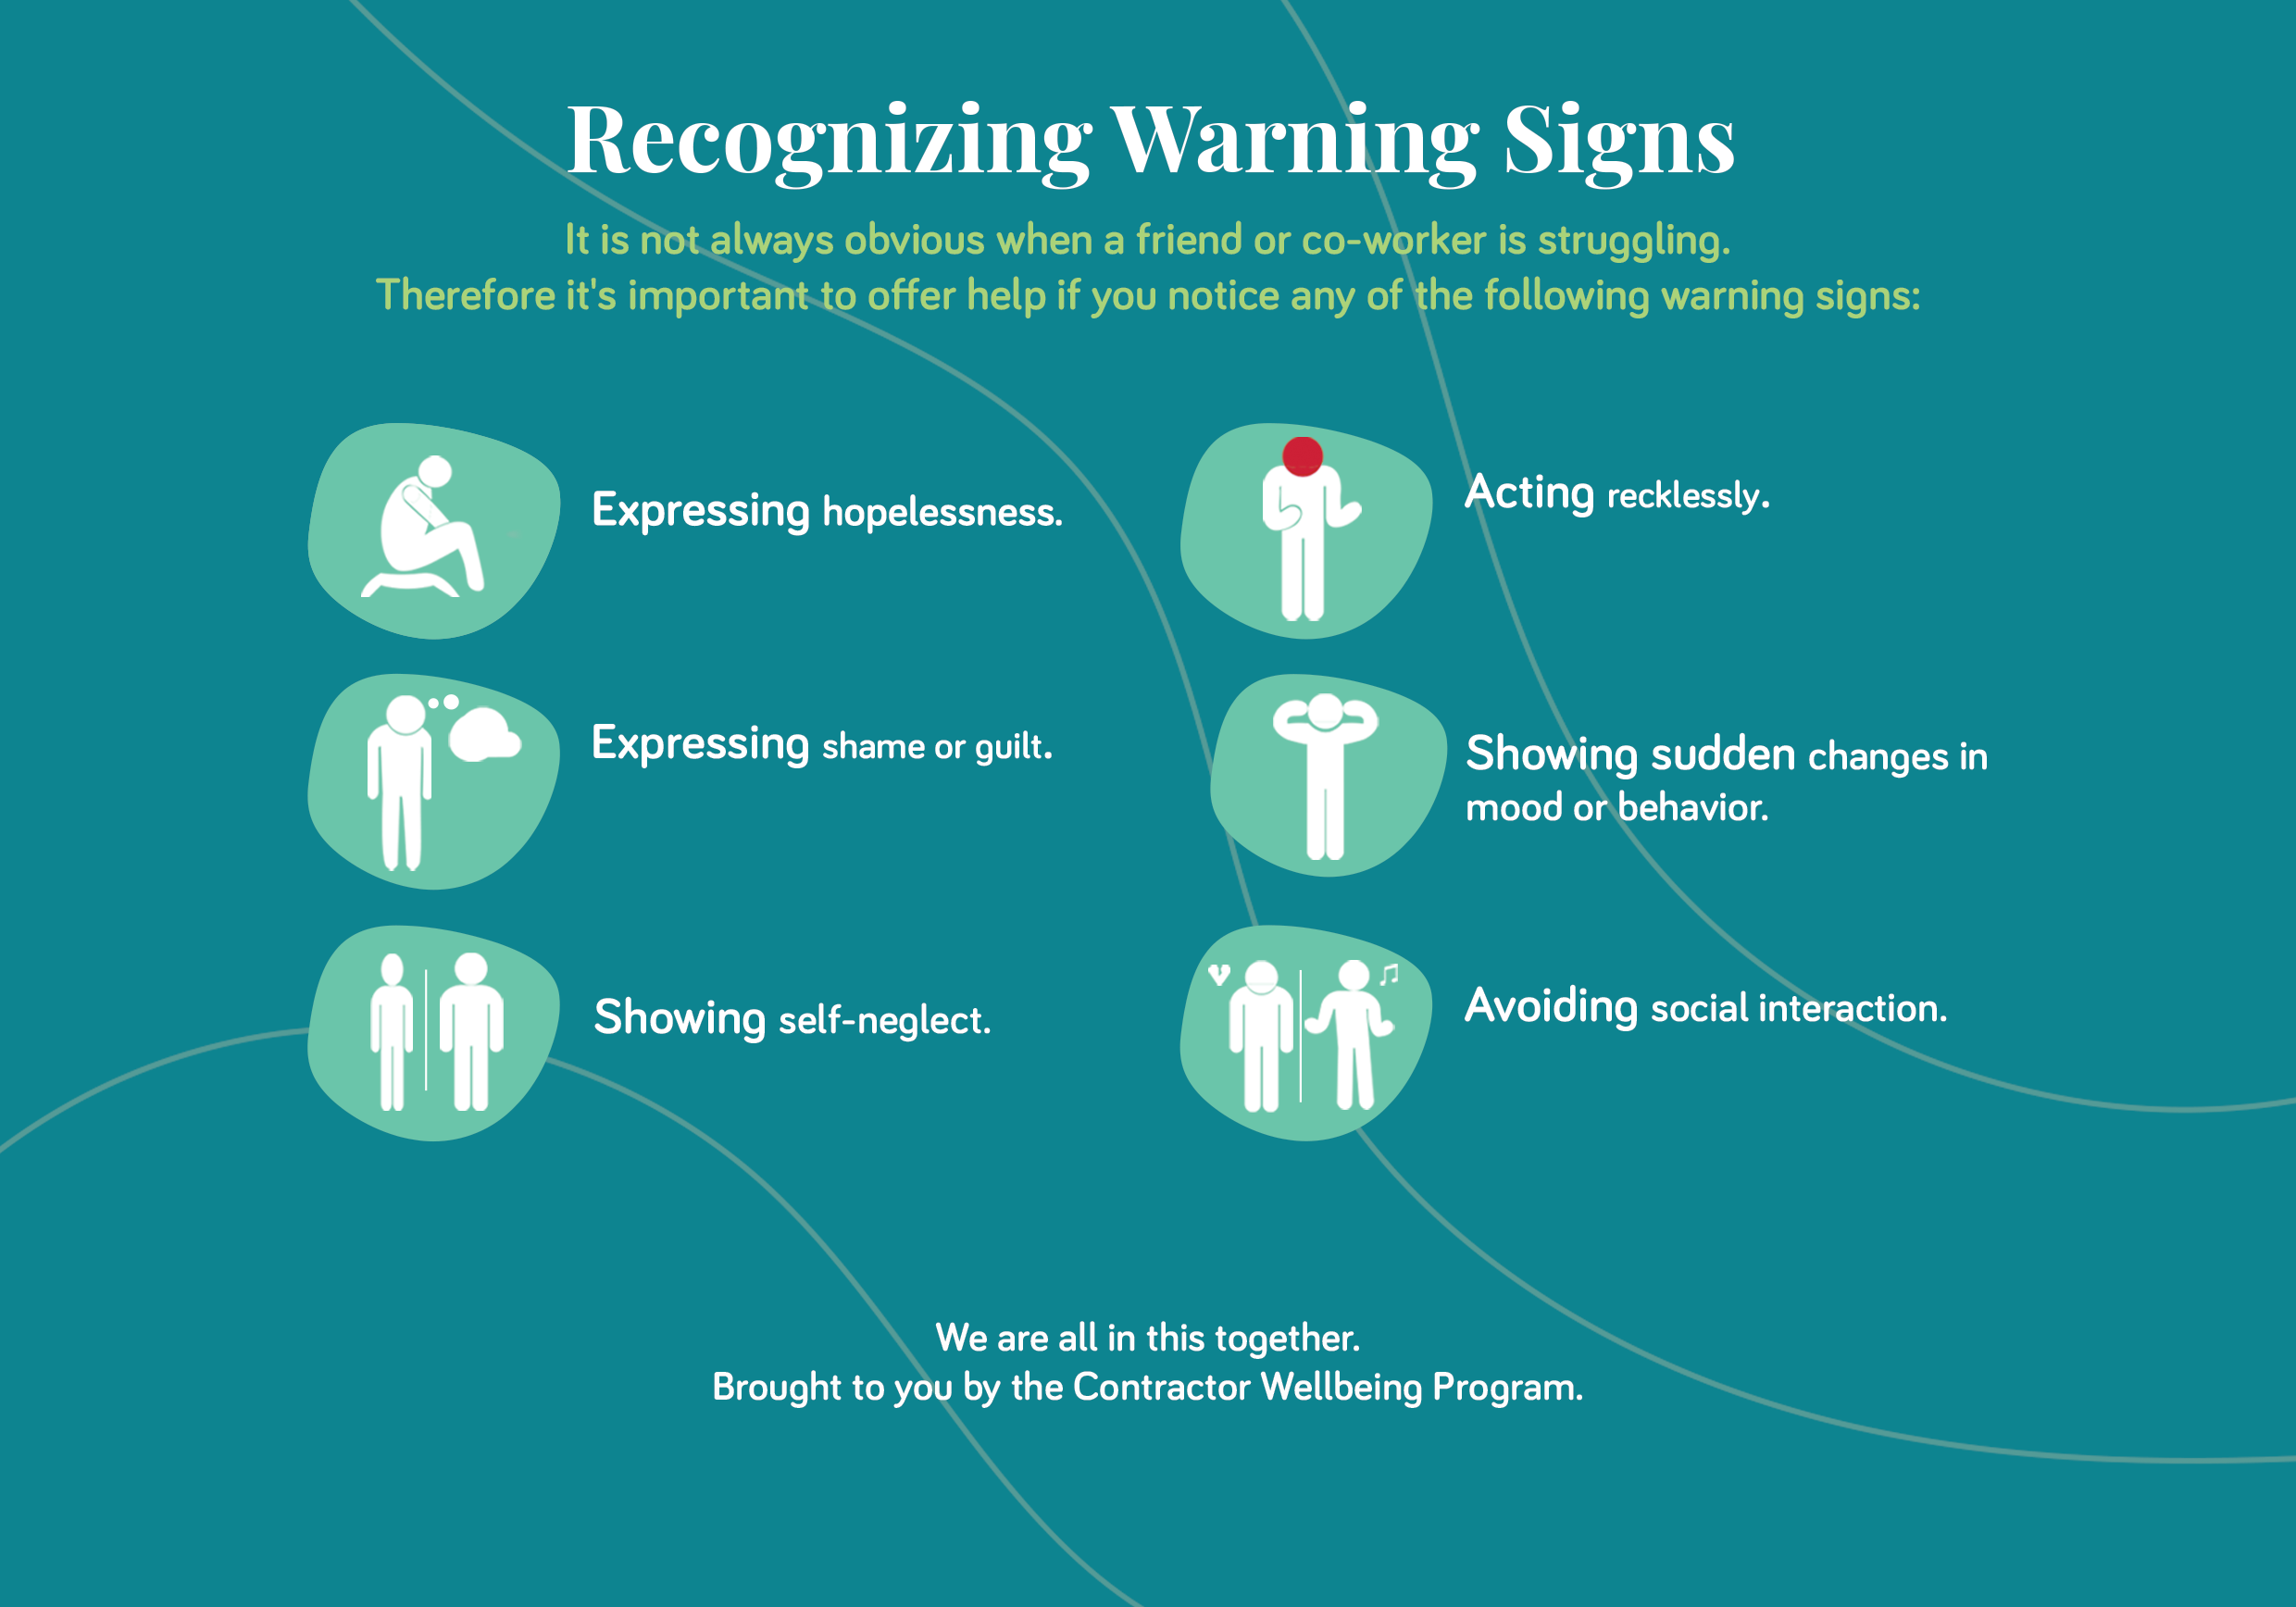 Recognizing Warning Signs
It is not always obvious when a friend or co-worker is struggling.
Therefore it's important to offer help if you notice any of the following warning signs:
Expressing hopelessness.
Expressing shame or guilt.
Showing self-neglect.
Acting recklessly.
Showing sudden changes in
mood or behavior.
Avoiding social interaction.
We are all in this together.
Brought to you by the Contractor Wellbeing Program.